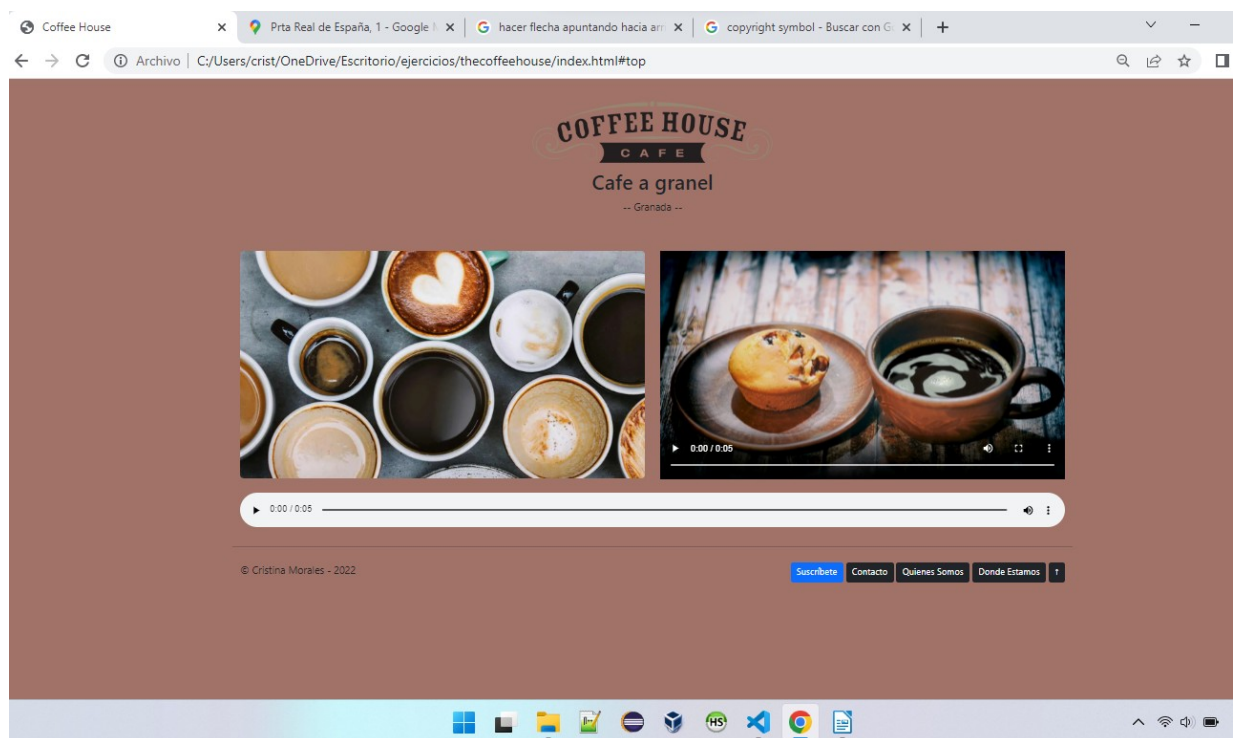 Coffee House
Prta Real de España, 1 - Google
hacer flecha apuntando hacia arr
copyright symbol - Buscar con G
Archivo
C:/Users/crist/OneDrive/Escritorio/ejercicios/thecoffeehouse/index.html#top
COFFEE HOUSE
CAFE
Cafe a granel
-- Granada --
0:00 / 0:05
0:00 / 0:05
© Cristina Morales - 2022
Suscríbete Contacto Quienes Somos Donde Estamos ↑
HS